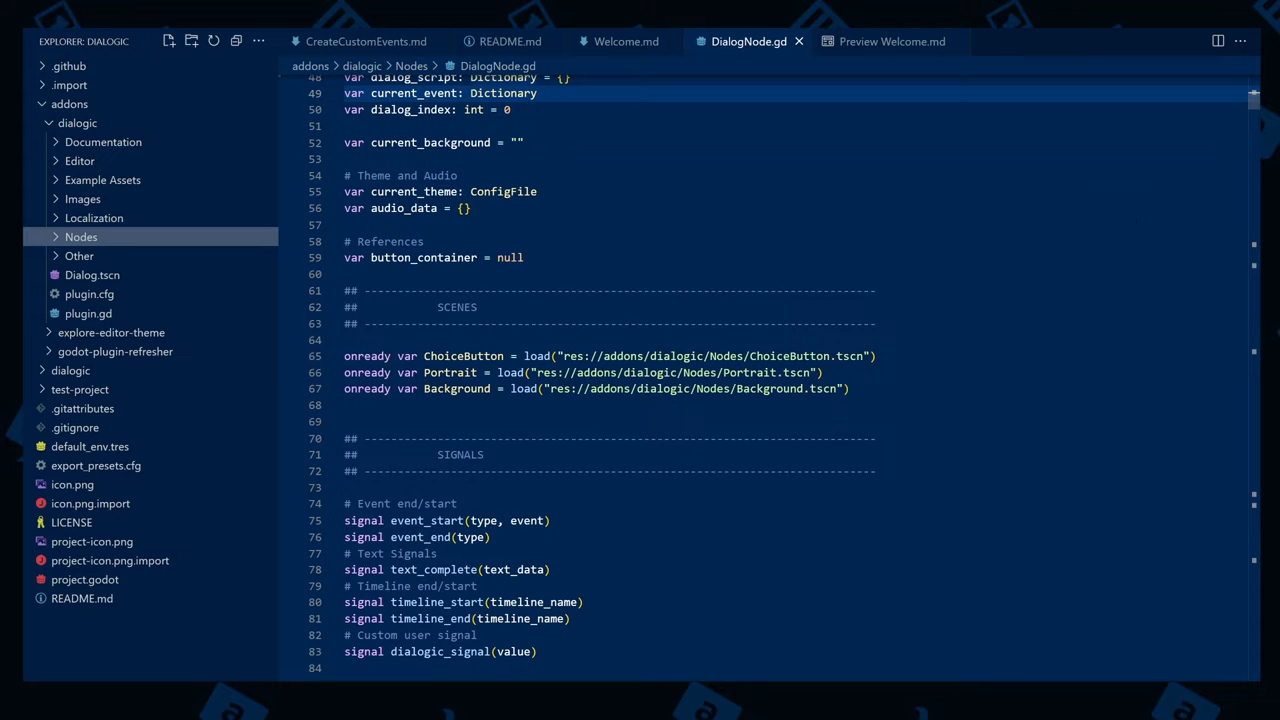 EXPLORER: DIALOGIC
CreateCustomEvents.md
README.md
Welcome.md
DialogNode.gd
Preview Welcome.md
addons > dialogic > Nodes > DialogNode.gd
.github
.import
addons
dialogic
Documentation
Editor
Example Assets
Images
Localization
Nodes
Other
Dialog.tscn
plugin.cfg
plugin.gd
explore-editor-theme
godot-plugin-refresher
dialogic
test-project
.gitattributes
.gitignore
default_env.tres
export_presets.cfg
icon.png
icon.png.import
LICENSE
project-icon.png
project-icon.png.import
project.godot
README.md
48 var dialog_script: Dictionary = {}
49 var current_event: Dictionary
50 var dialog_index: int = 0
51
52 var current_background = ""
53
54 # Theme and Audio
55 var current_theme: ConfigFile
56 var audio_data = {}
57
58 # References
59 var button_container = null
60
61 ## -----------------------------------------------------------------------------
62 ## SCENES
63 ## -----------------------------------------------------------------------------
64
65 onready var ChoiceButton = load("res://addons/dialogic/Nodes/ChoiceButton.tscn")
66 onready var Portrait = load("res://addons/dialogic/Nodes/Portrait.tscn")
67 onready var Background = load("res://addons/dialogic/Nodes/Background.tscn")
68
69
70 ## -----------------------------------------------------------------------------
71 ## SIGNALS
72 ## -----------------------------------------------------------------------------
73
74 # Event end/start
75 signal event_start(type, event)
76 signal event_end(type)
77 # Text Signals
78 signal text_complete(text_data)
79 # Timeline end/start
80 signal timeline_start(timeline_name)
81 signal timeline_end(timeline_name)
82 # Custom user signal
83 signal dialogic_signal(value)
84